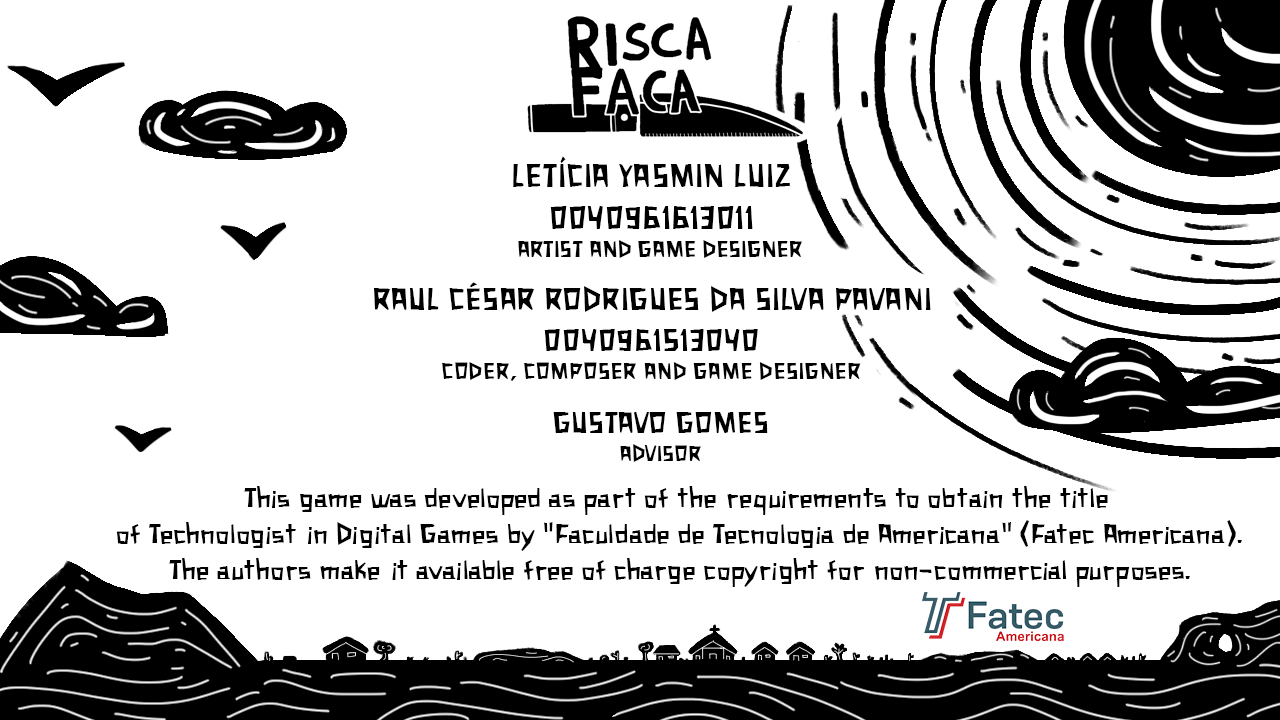 RISCA
FACA
LETÍCIA YASMIN LUIZ
0040961613011
ARTIST AND GAME DESIGNER
RAUL CÉSAR RODRIGUES DA SILVA PAVANI
0040961513040
CODER, COMPOSER AND GAME DESIGNER
GUSTAVO GOMES
ADVISOR
This game was developed as part of the requirements to obtain the title
of Technologist in Digital Games by "Faculdade de Tecnologia de Americana" (Fatec Americana).
The authors make it available free of charge copyright for non-commercial purposes.
Fatec
Americana